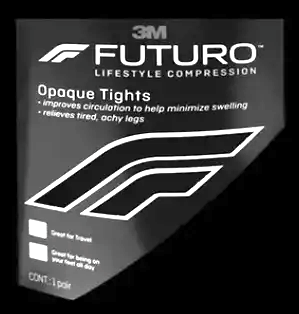 3M
FUTURO™
LIFESTYLE COMPRESSION
Opaque Tights
• improves circulation to help minimize swelling
• relieves tired, achy legs
Great for Travel
Great for being on
your feet all day
CONT.: 1 pair